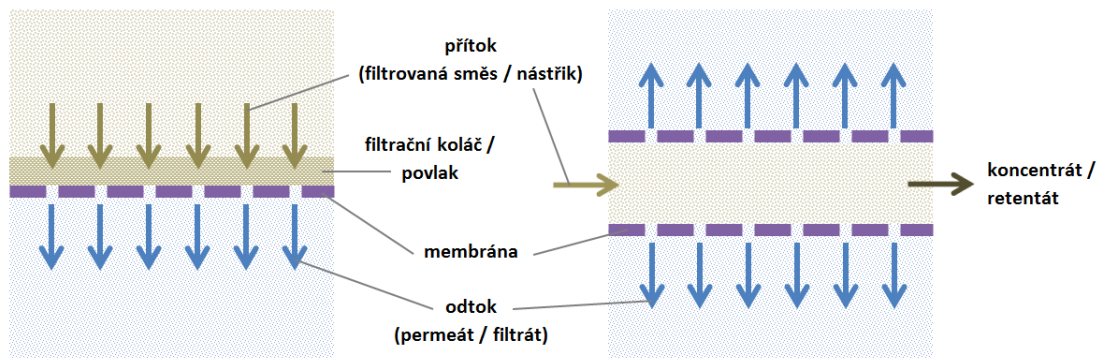 přítok
(filtrovaná směs / nástřik)
filtrační koláč /
povlak
koncentrát /
retentát
membrána
odtok
(permeát / filtrát)